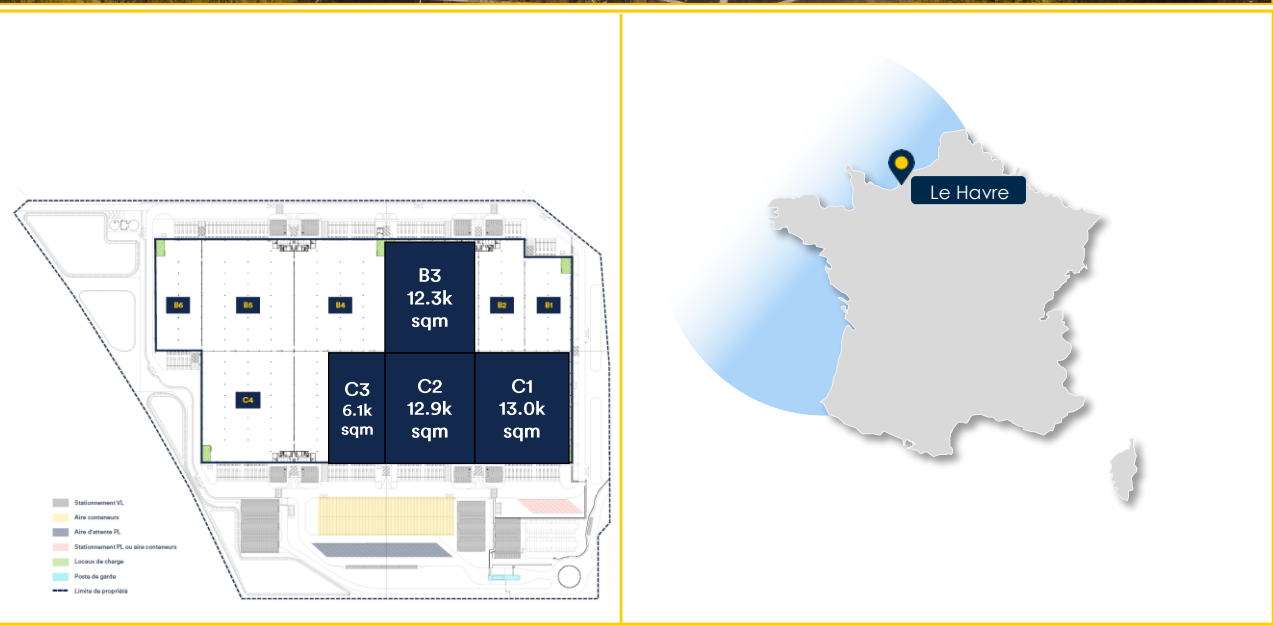 B3
12.3k
sqm
B6
B5
B4
B2
B1
C4
C3
6.1k
sqm
C2
12.9k
sqm
C1
13.0k
sqm
Stationnement VL
Aire conteneurs
Aire d'attente PL
Stationnement PL ou aire conteneurs
Locaux de charge
Poste de garde
Limite de propriété
Le Havre